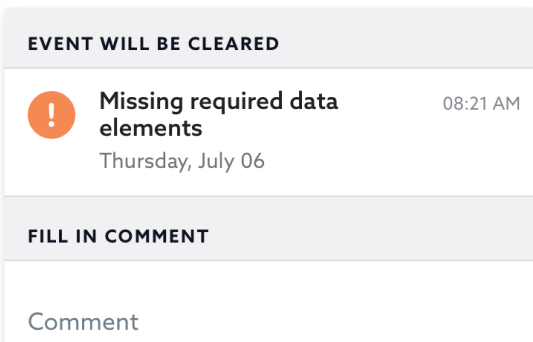 EVENT WILL BE CLEARED
Missing required data
08:21 AM
elements
Thursday, July 06
FILL IN COMMENT
Comment